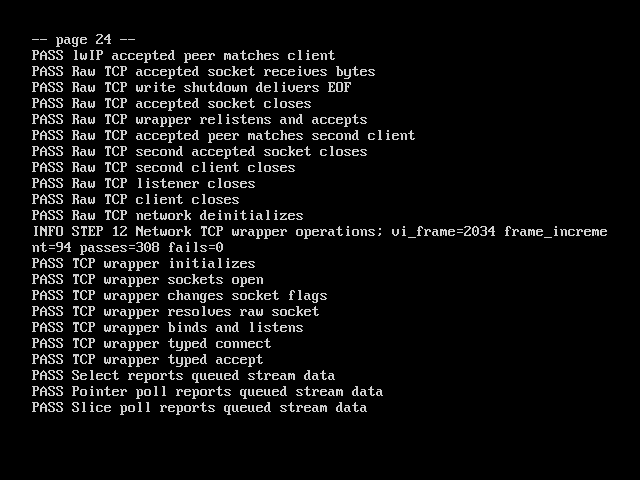 -- page 24 --
PASS lwIP accepted peer matches client
PASS Raw TCP accepted socket receives bytes
PASS Raw TCP write shutdown delivers EOF
PASS Raw TCP accepted socket closes
PASS Raw TCP wrapper relistens and accepts
PASS Raw TCP accepted peer matches second client
PASS Raw TCP second accepted socket closes
PASS Raw TCP second client closes
PASS Raw TCP listener closes
PASS Raw TCP client closes
PASS Raw TCP network deinitializes
INFO STEP 12 Network TCP wrapper operations; vi_frame=2034 frame_increme
nt=94 passes=308 fails=0
PASS TCP wrapper initializes
PASS TCP wrapper sockets open
PASS TCP wrapper changes socket flags
PASS TCP wrapper resolves raw socket
PASS TCP wrapper binds and listens
PASS TCP wrapper typed connect
PASS TCP wrapper typed accept
PASS Select reports queued stream data
PASS Pointer poll reports queued stream data
PASS Slice poll reports queued stream data